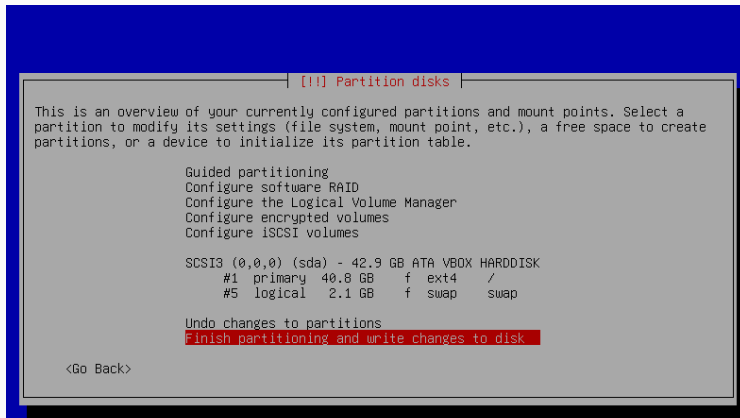 [!!] Partition disks
This is an overview of your currently configured partitions and mount points. Select a
partition to modify its settings (file system, mount point, etc.), a free space to create
partitions, or a device to initialize its partition table.
Guided partitioning
Configure software RAID
Configure the Logical Volume Manager
Configure encrypted volumes
Configure iSCSI volumes
SCSI3 (0,0,0) (sda) - 42.9 GB ATA VBOX HARDDISK
#1 primary 40.8 GB f ext4 /
#5 logical 2.1 GB f swap swap
Undo changes to partitions
Finish partitioning and write changes to disk
<Go Back>